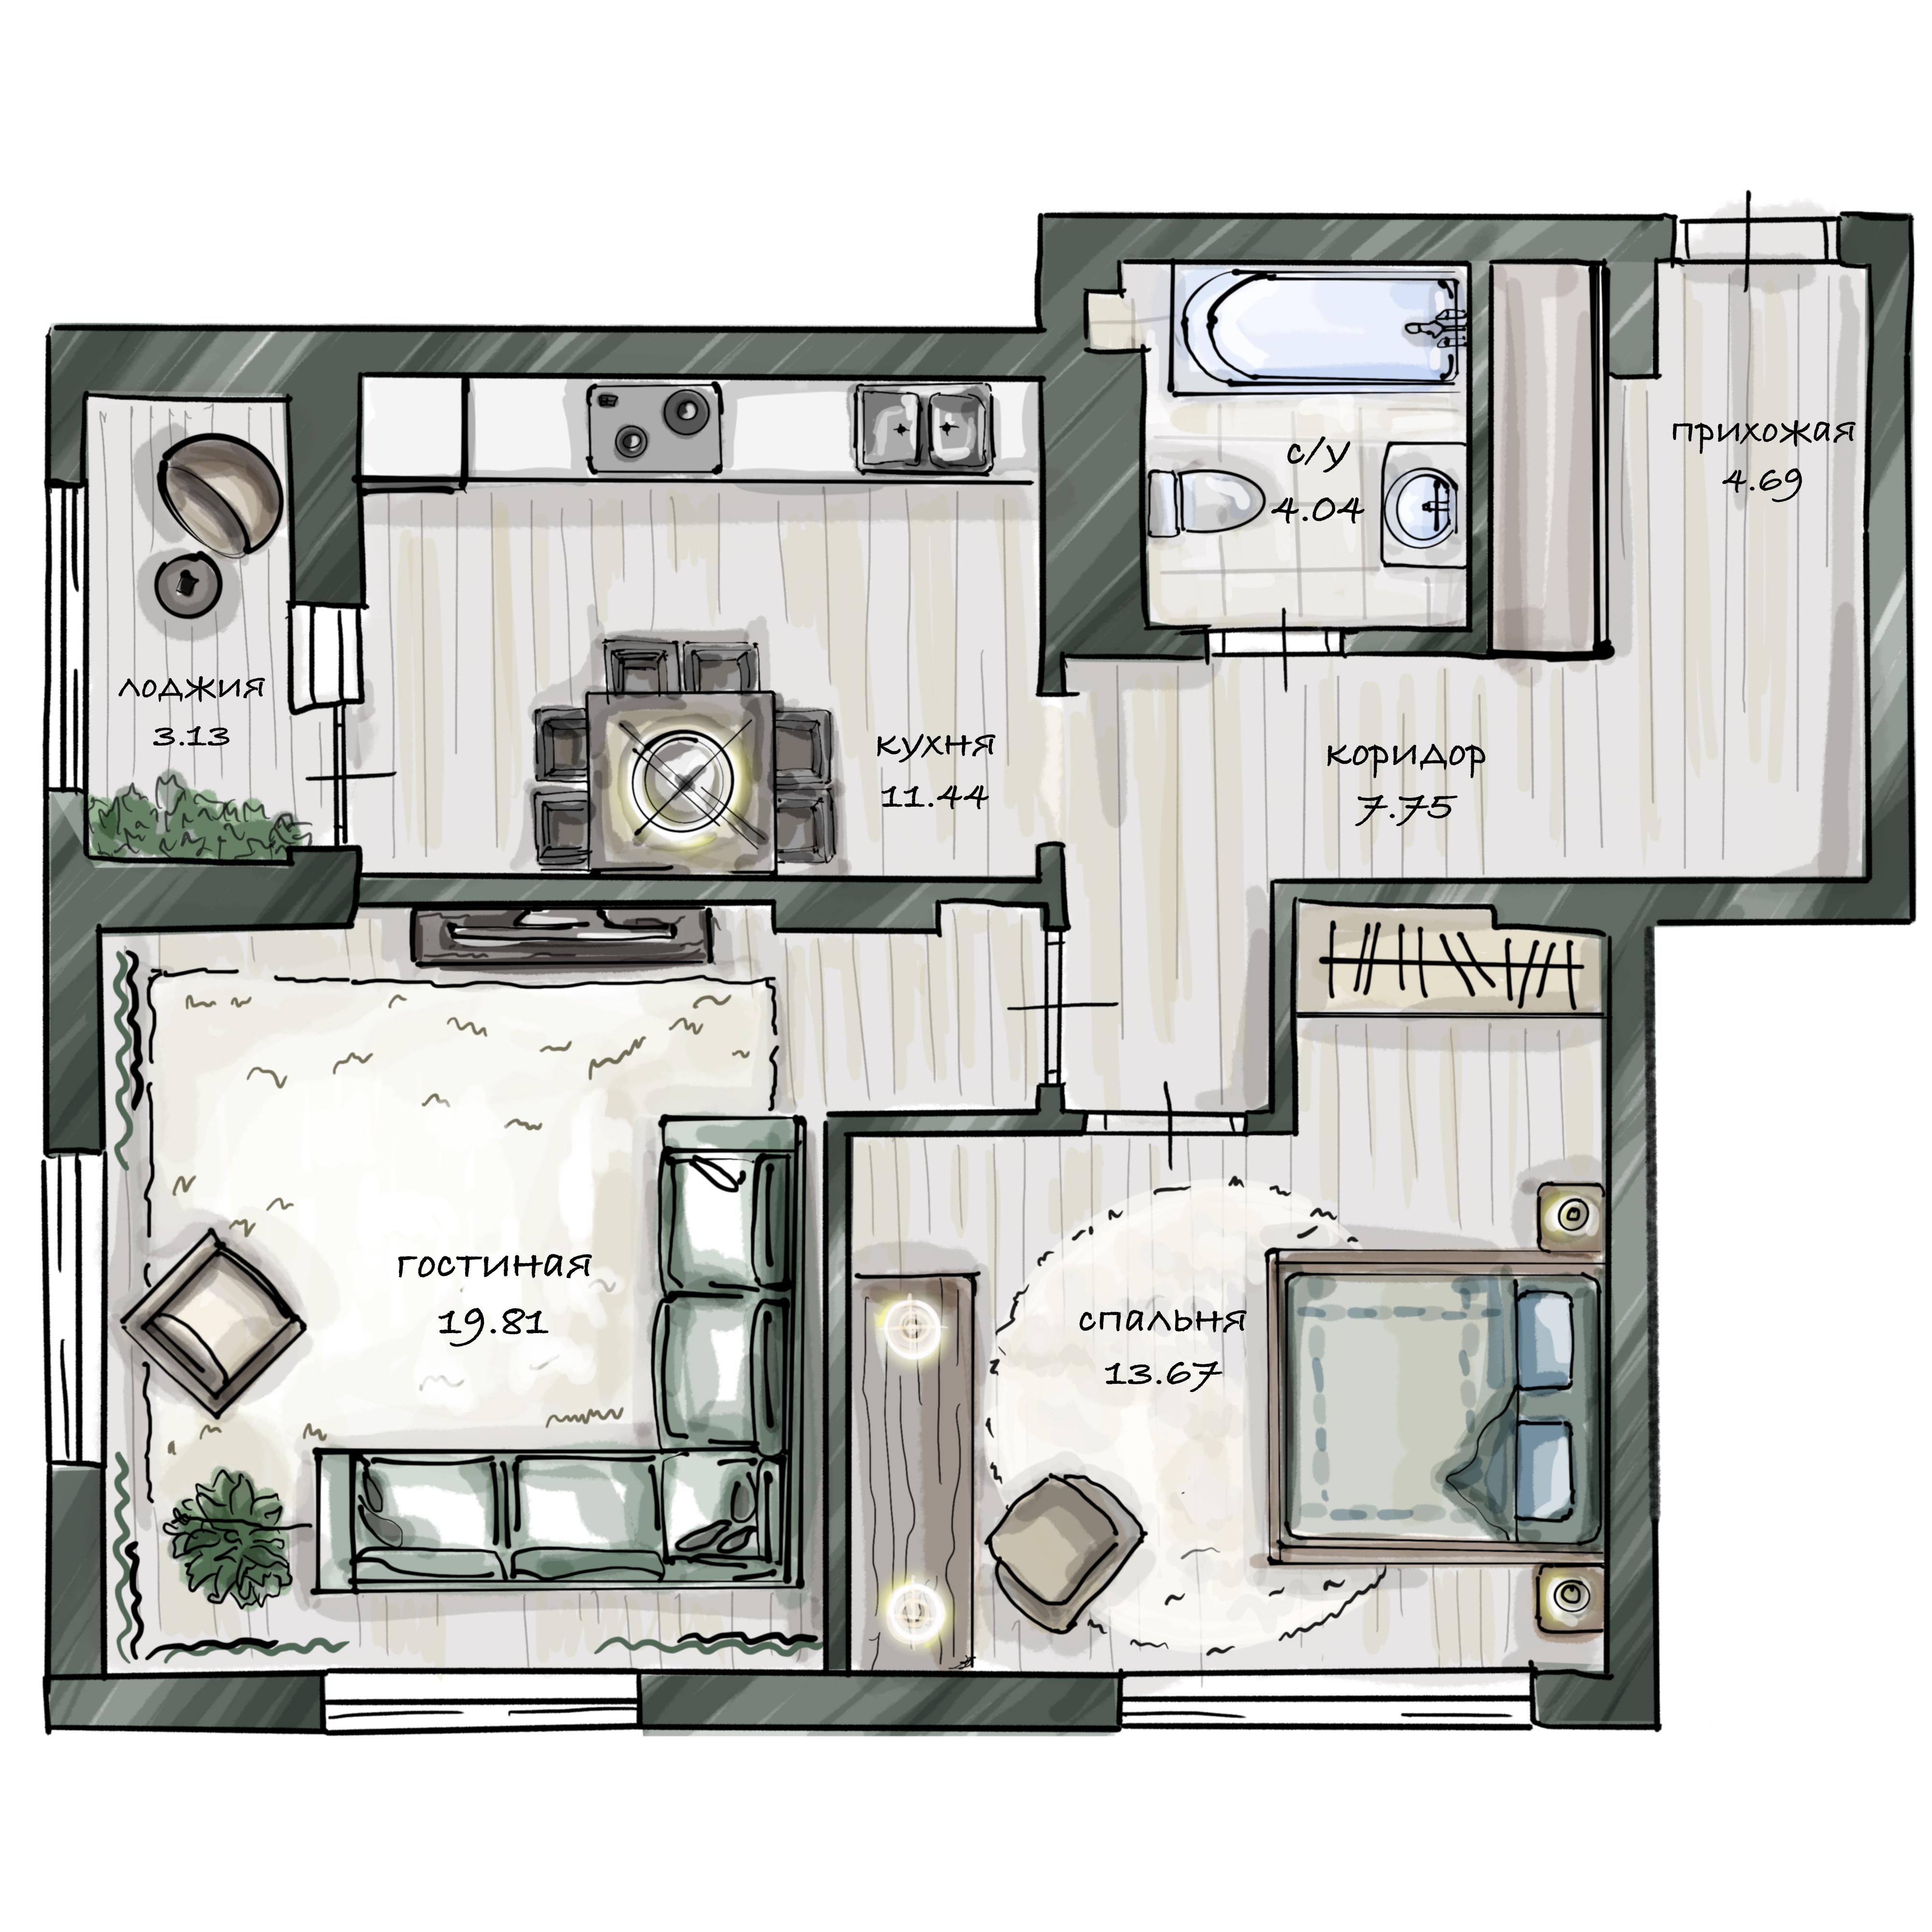 прихожая
4.69
с/у
4.04
лоджия
3.13
кухня
11.44
коридор
7.75
гостиная
19.81
спальня
13.67